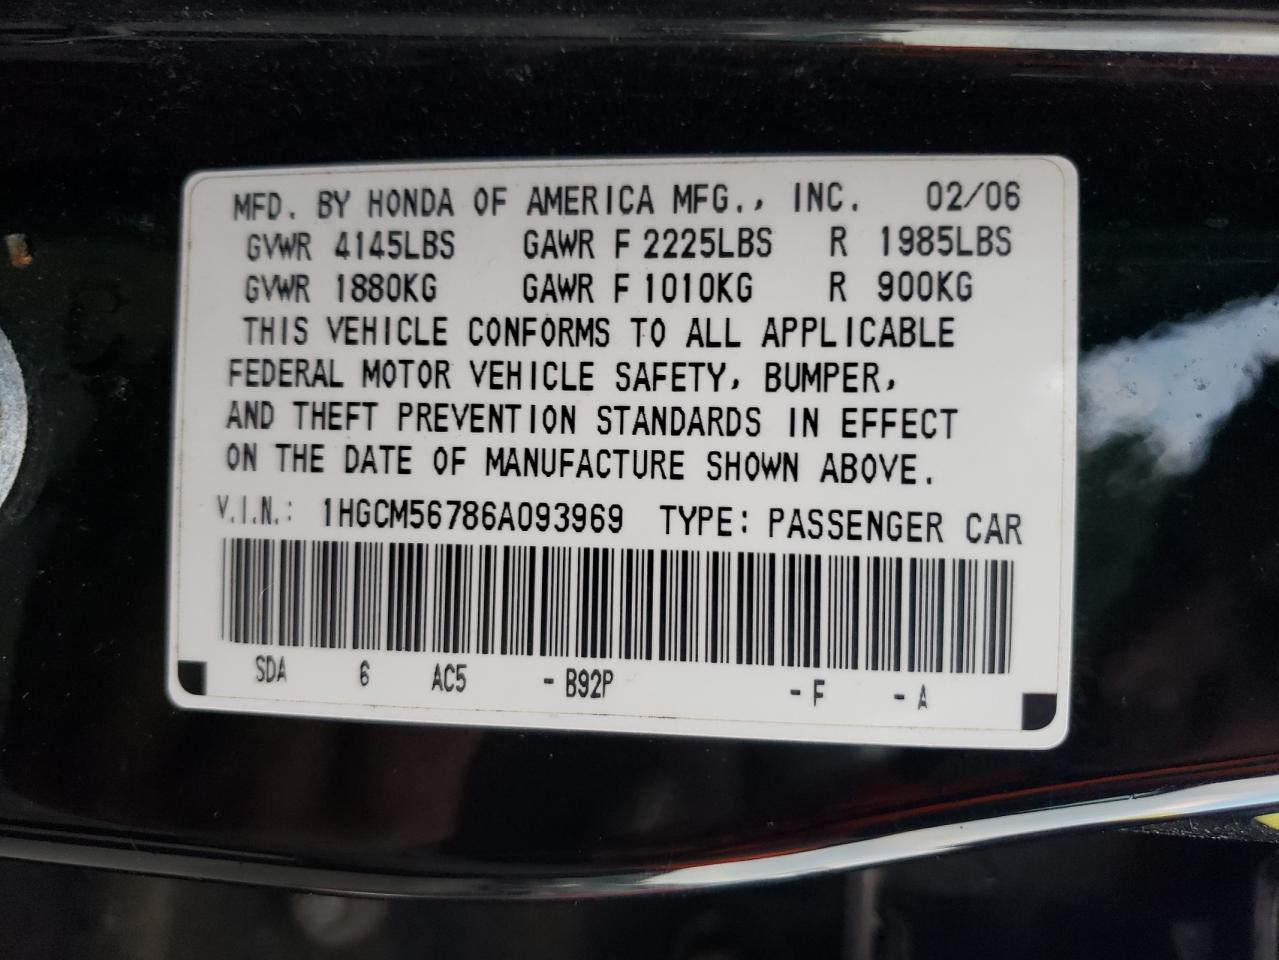 MFD. BY HONDA OF AMERICA MFG., INC. 02/06
GVWR 4145LBS GAWR F 2225LBS R 1985LBS
GVWR 1880KG GAWR F 1010KG R 900KG
THIS VEHICLE CONFORMS TO ALL APPLICABLE
FEDERAL MOTOR VEHICLE SAFETY, BUMPER,
AND THEFT PREVENTION STANDARDS IN EFFECT
ON THE DATE OF MANUFACTURE SHOWN ABOVE.
V.I.N.: 1HGCM56786A093969 TYPE: PASSENGER CAR
SDA 6 AC5 -B92P -F -A